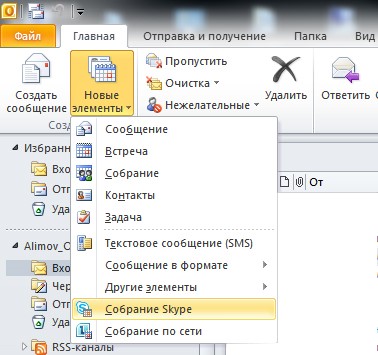 Файл
Главная
Отправка и получение
Папка
Вид
Создать сообщение
Новые элементы
Пропустить
Очистка
Нежелательные
Удалить
Ответить
Созд
Сообщение
Встреча
Собрание
Контакты
Задача
Текстовое сообщение (SMS)
Сообщение в формате
Другие элементы
Собрание Skype
Собрание по сети
Избранн
Вхо
Отп
Уда
От
Alimov_O
Вхо
Чер
Отп
Уда
RSS-каналы